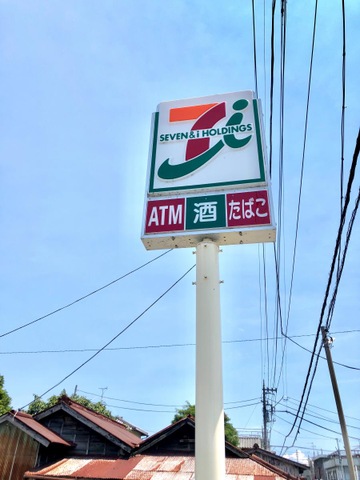 SEVEN&i HOLDINGS
ATM 酒 たばこ